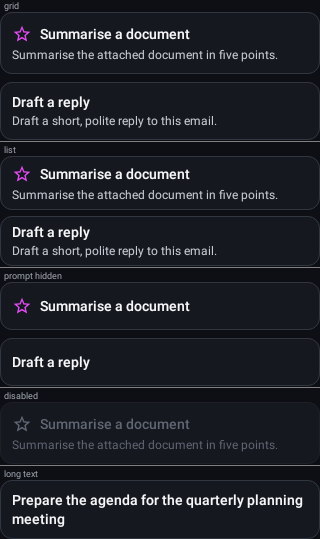 grid
Summarise a document
Summarise the attached document in five points.
Draft a reply
Draft a short, polite reply to this email.
list
Summarise a document
Summarise the attached document in five points.
Draft a reply
Draft a short, polite reply to this email.
prompt hidden
Summarise a document
Draft a reply
disabled
Summarise a document
Summarise the attached document in five points.
long text
Prepare the agenda for the quarterly planning
meeting